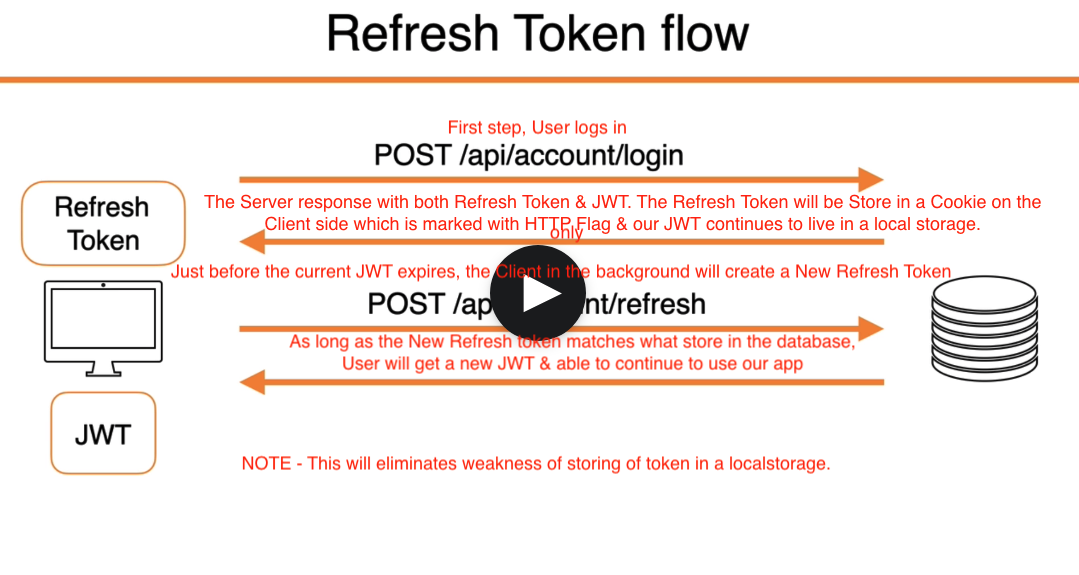 Refresh Token flow
First step, User logs in
POST /api/account/login
Refresh
Token
The Server response with both Refresh Token & JWT. The Refresh Token will be Store in a Cookie on the
Client side which is marked with HTTP Flag & our JWT continues to live in a local storage.
only
Just before the current JWT expires, the Client in the background will create a New Refresh Token
POST /ap nt/refresh
As long as the New Refresh token matches what store in the database,
User will get a new JWT & able to continue to use our app
JWT
NOTE - This will eliminates weakness of storing of token in a localstorage.